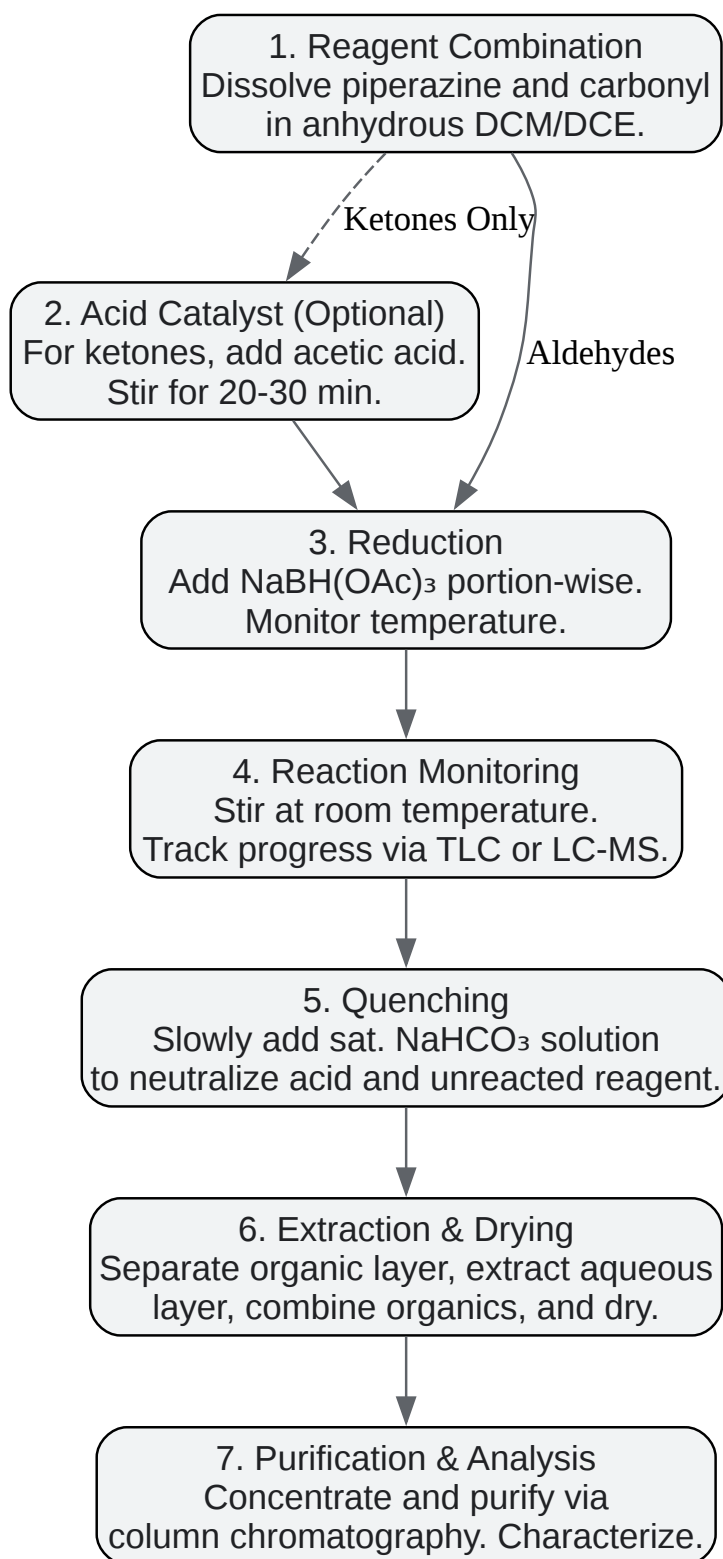 1. Reagent Combination
Dissolve piperazine and carbonyl
in anhydrous DCM/DCE.
Ketones Only
2. Acid Catalyst (Optional)
For ketones, add acetic acid.
Stir for 20-30 min.
Aldehydes
3. Reduction
Add NaBH(OAc)₃ portion-wise.
Monitor temperature.
4. Reaction Monitoring
Stir at room temperature.
Track progress via TLC or LC-MS.
5. Quenching
Slowly add sat. NaHCO₃ solution
to neutralize acid and unreacted reagent.
6. Extraction & Drying
Separate organic layer, extract aqueous
layer, combine organics, and dry.
7. Purification & Analysis
Concentrate and purify via
column chromatography. Characterize.